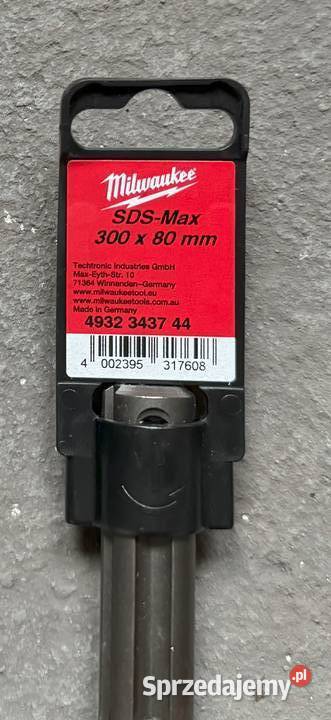 Milwaukee
SDS-Max
300 x 80 mm
Techtronic Industries GmbH
Max-Eyth-Str. 10
71364 Winnenden–Germany
www.milwaukeetool.eu
www.milwaukeetools.com.au
Made in Germany
4932 3437 44
4 002395 317608
Sprzedajemy.pl